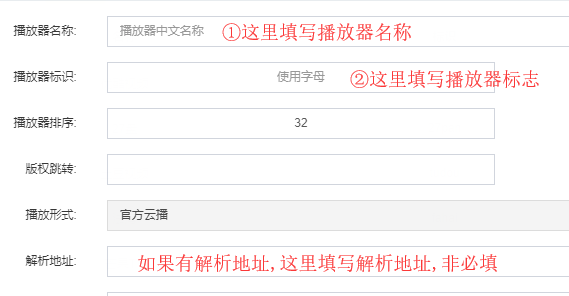 播放器名称: 播放器中文名称 ①这里填写播放器名称
播放器标识: 使用字母 ②这里填写播放器标志
播放器排序: 32
版权跳转:
播放形式: 官方云播
解析地址: 如果有解析地址,这里填写解析地址,非必填